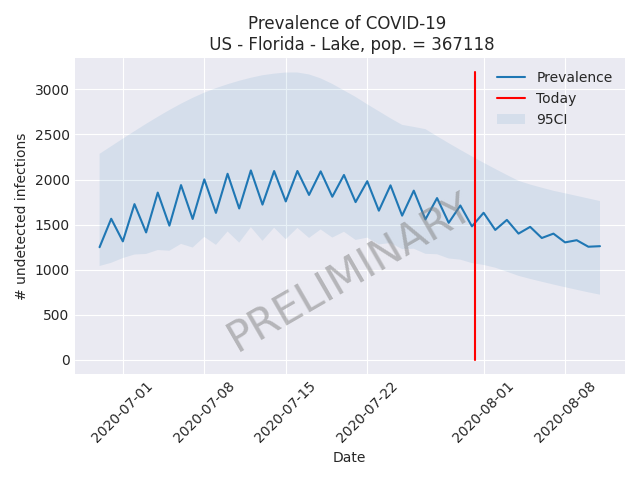 Prevalence of COVID-19
US - Florida - Lake, pop. = 367118
# undetected infections
3000
2500
2000
1500
1000
500
0
Prevalence
Today
95CI
PRELIMINARY
2020-07-01
2020-07-08
2020-07-15
2020-07-22
2020-08-01
2020-08-08
Date